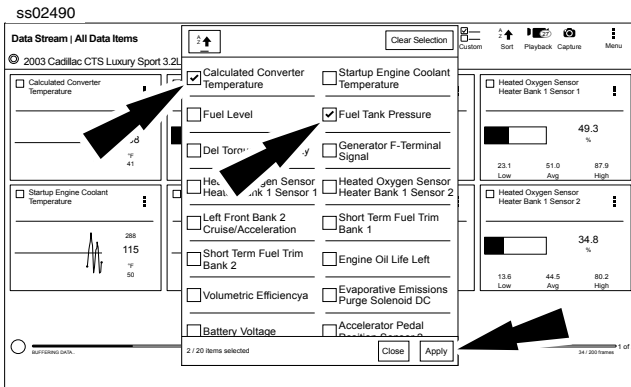 ss02490
Data Stream | All Data Items
2003 Cadillac CTS Luxury Sport 3.2L
Clear Selection
Custom
Sort
Playback
Capture
Menu
27
Calculated Converter
Temperature
°F
41
Startup Engine Coolant
Temperature
288
115
°F
50
Calculated Converter
Temperature
Startup Engine Coolant
Temperature
Fuel Level
Fuel Tank Pressure
Generator F-Terminal
Signal
Heated Oxygen Sensor
Heater Bank 1 Sensor 2
Left Front Bank 2
Cruise/Acceleration
Short Term Fuel Trim
Bank 1
Short Term Fuel Trim
Bank 2
Engine Oil Life Left
Volumetric Efficiencya
Evaporative Emissions
Purge Solenoid DC
Battery Voltage
Accelerator Pedal
2 / 20 items selected
Close
Apply
Heated Oxygen Sensor
Heater Bank 1 Sensor 1
49.3
%
23.1 51.0 87.9
Low Avg High
Heated Oxygen Sensor
Heater Bank 1 Sensor 2
34.8
%
13.6 44.5 80.2
Low Avg High
BUFFERING DATA..
1 of
34 / 200 frames